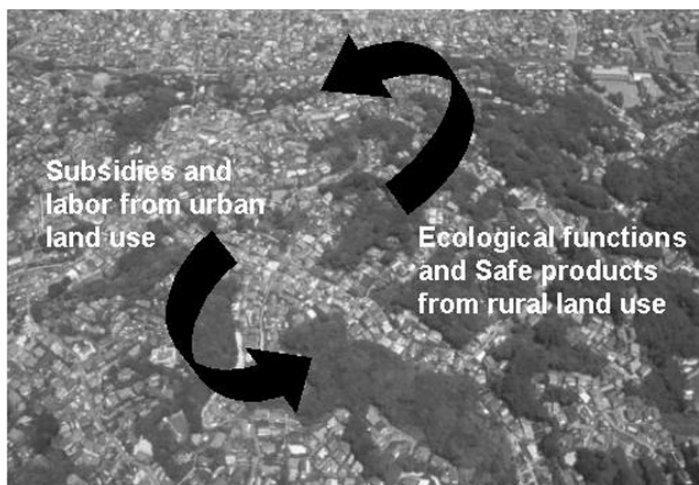 Subsidies and
labor from urban
land use
Ecological functions
and Safe products
from rural land use